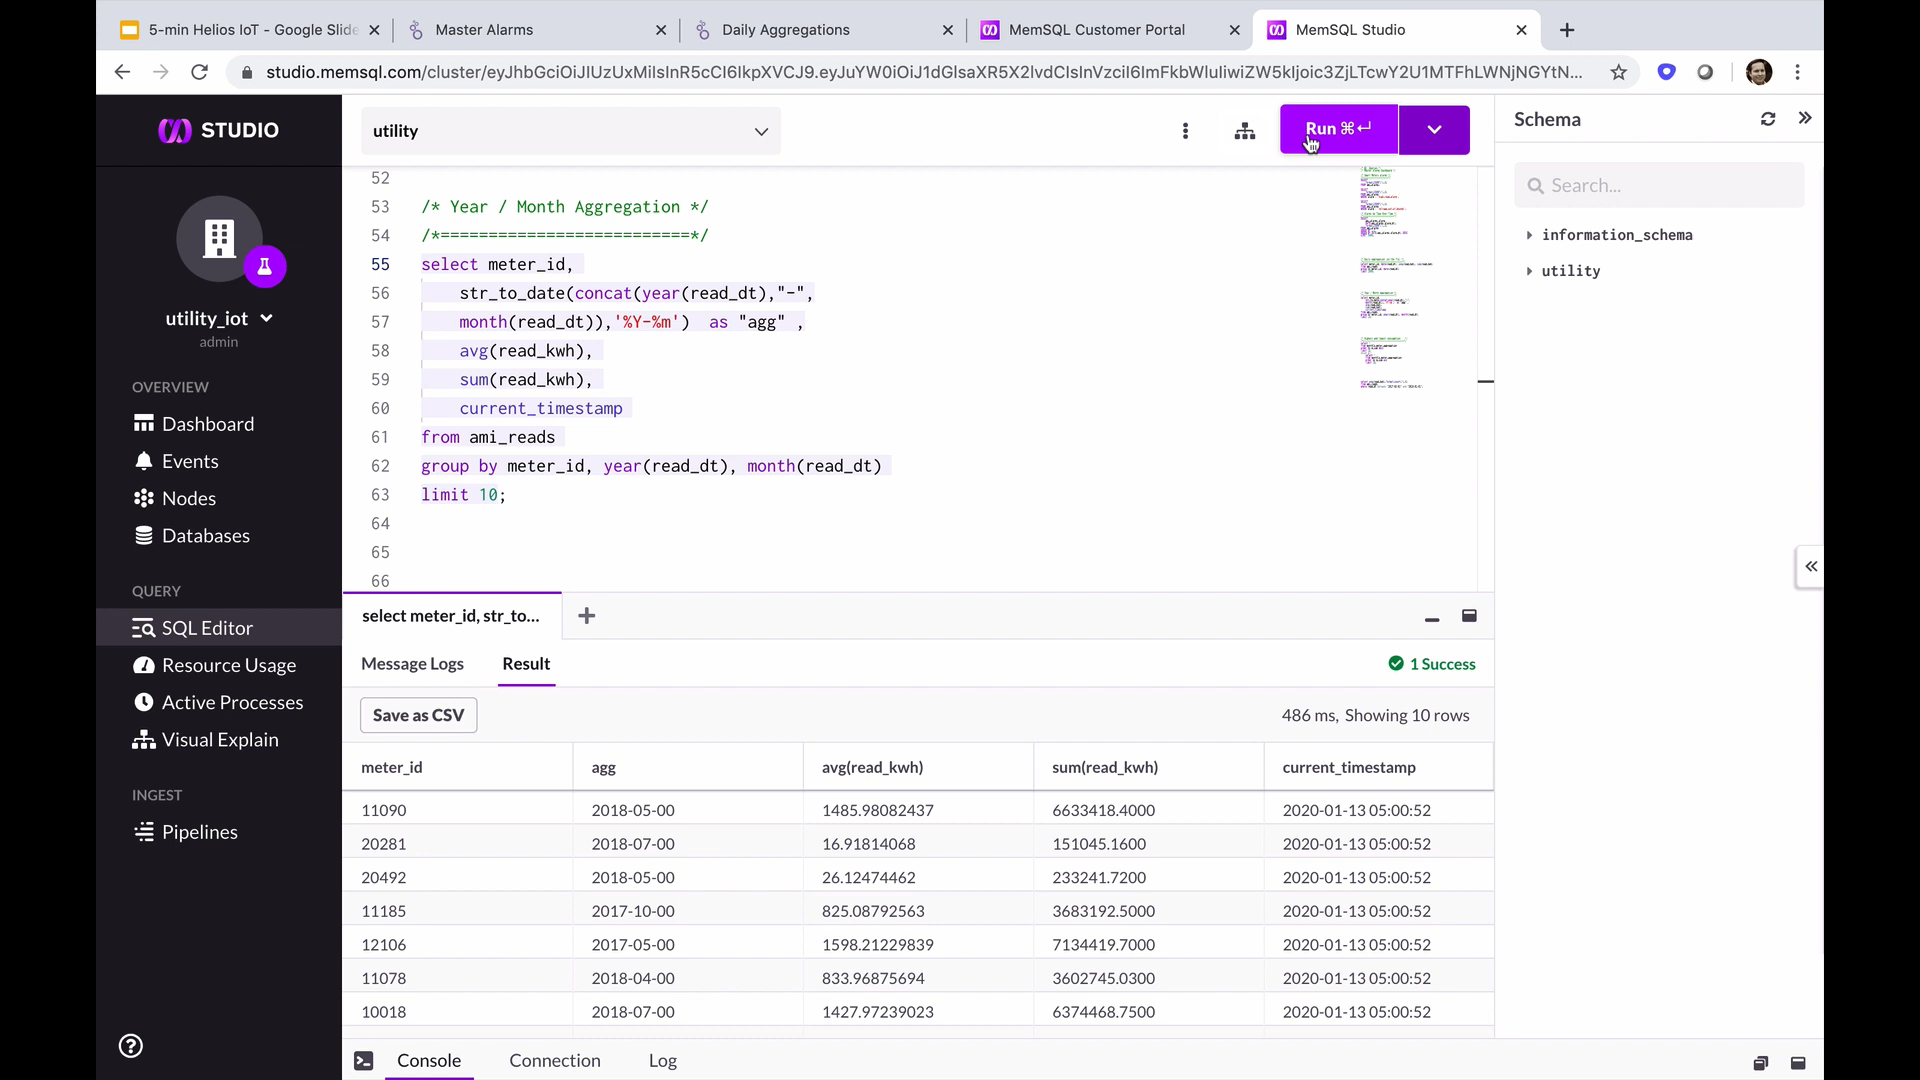 5-min Helios IoT - Google Slide
Master Alarms
Daily Aggregations
MemSQL Customer Portal
MemSQL Studio
studio.memsql.com/cluster/eyJhbGciOiJIUzUxMiIsInR5cCI6IkpXVCJ9.eyJuYW0iOiJ1dGlsaXR5X2lvdCIsInVzciI6ImFkbWluIiwiZW5kIjoic3ZjLTcwY2U1MTFhLWNjNGYtN...
STUDIO
utility
Run ⌘↵
Schema
Search...
information_schema
utility
utility_iot
admin
OVERVIEW
Dashboard
Events
Nodes
Databases
QUERY
SQL Editor
Resource Usage
Active Processes
Visual Explain
INGEST
Pipelines
52
53 /* Year / Month Aggregation */
54 /*==========================*/
55 select meter_id,
56 str_to_date(concat(year(read_dt),"-",
57 month(read_dt)),'%Y-%m') as "agg" ,
58 avg(read_kwh),
59 sum(read_kwh),
60 current_timestamp
61 from ami_reads
62 group by meter_id, year(read_dt), month(read_dt)
63 limit 10;
64
65
66
select meter_id, str_to...
Message Logs Result 1 Success
Save as CSV 486 ms, Showing 10 rows
meter_id agg avg(read_kwh) sum(read_kwh) current_timestamp
11090 2018-05-00 1485.98082437 6633418.4000 2020-01-13 05:00:52
20281 2018-07-00 16.91814068 151045.1600 2020-01-13 05:00:52
20492 2018-05-00 26.12474462 233241.7200 2020-01-13 05:00:52
11185 2017-10-00 825.08792563 3683192.5000 2020-01-13 05:00:52
12106 2017-05-00 1598.21229839 7134419.7000 2020-01-13 05:00:52
11078 2018-04-00 833.96875694 3602745.0300 2020-01-13 05:00:52
10018 2018-07-00 1427.97239023 6374468.7500 2020-01-13 05:00:52
Console Connection Log